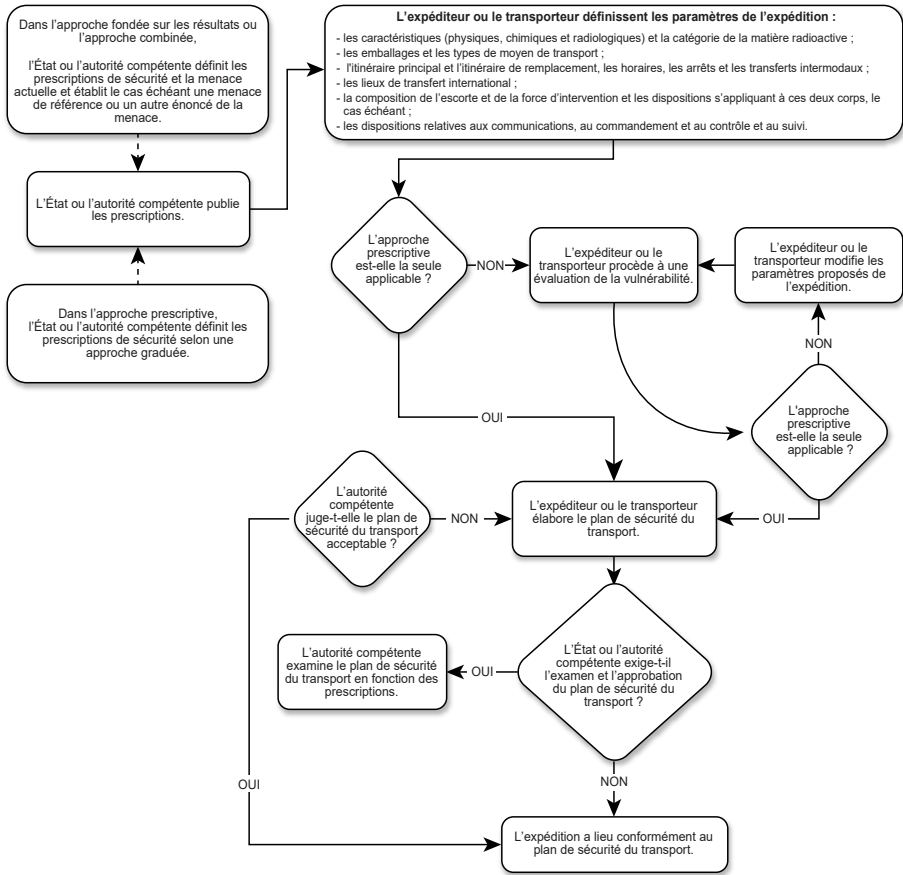 Dans l'approche fondée sur les résultats ou
l'approche combinée,
l'État ou l'autorité compétente définit les
prescriptions de sécurité et la menace
actuelle et établit le cas échéant une menace
de référence ou un autre énoncé de la
menace.
L'expéditeur ou le transporteur définissent les paramètres de l'expédition :
- les caractéristiques (physiques, chimiques et radiologiques) et la catégorie de la matière radioactive ;
- les emballages et les types de moyen de transport ;
- l'itinéraire principal et l'itinéraire de remplacement, les horaires, les arrêts et les transferts intermodaux ;
- les lieux de transfert international ;
- la composition de l'escorte et de la force d'intervention et les dispositions s'appliquant à ces deux corps, le
cas échéant ;
- les dispositions relatives aux communications, au commandement et au contrôle et au suivi.
L'État ou l'autorité compétente publie
les prescriptions.
Dans l'approche prescriptive,
l'État ou l'autorité compétente définit les
prescriptions de sécurité selon une
approche graduée.
L'approche
prescriptive
est-elle la seule
applicable ?
NON
L'expéditeur ou le
transporteur procède à une
évaluation de la vulnérabilité.
L'expéditeur ou le
transporteur modifie les
paramètres proposés de
l'expédition.
NON
OUI
L'approche
prescriptive
est-elle la seule
applicable ?
L'autorité
compétente
juge-t-elle le plan de
sécurité du transport
acceptable ?
NON
L'expéditeur ou le transporteur
élabore le plan de sécurité du
transport.
OUI
L'autorité compétente
examine le plan de sécurité
du transport en fonction des
prescriptions.
OUI
L'État ou l'autorité
compétente exige-t-il
l'examen et l'approbation
du plan de sécurité du
transport ?
OUI
NON
L'expédition a lieu conformément au
plan de sécurité du transport.